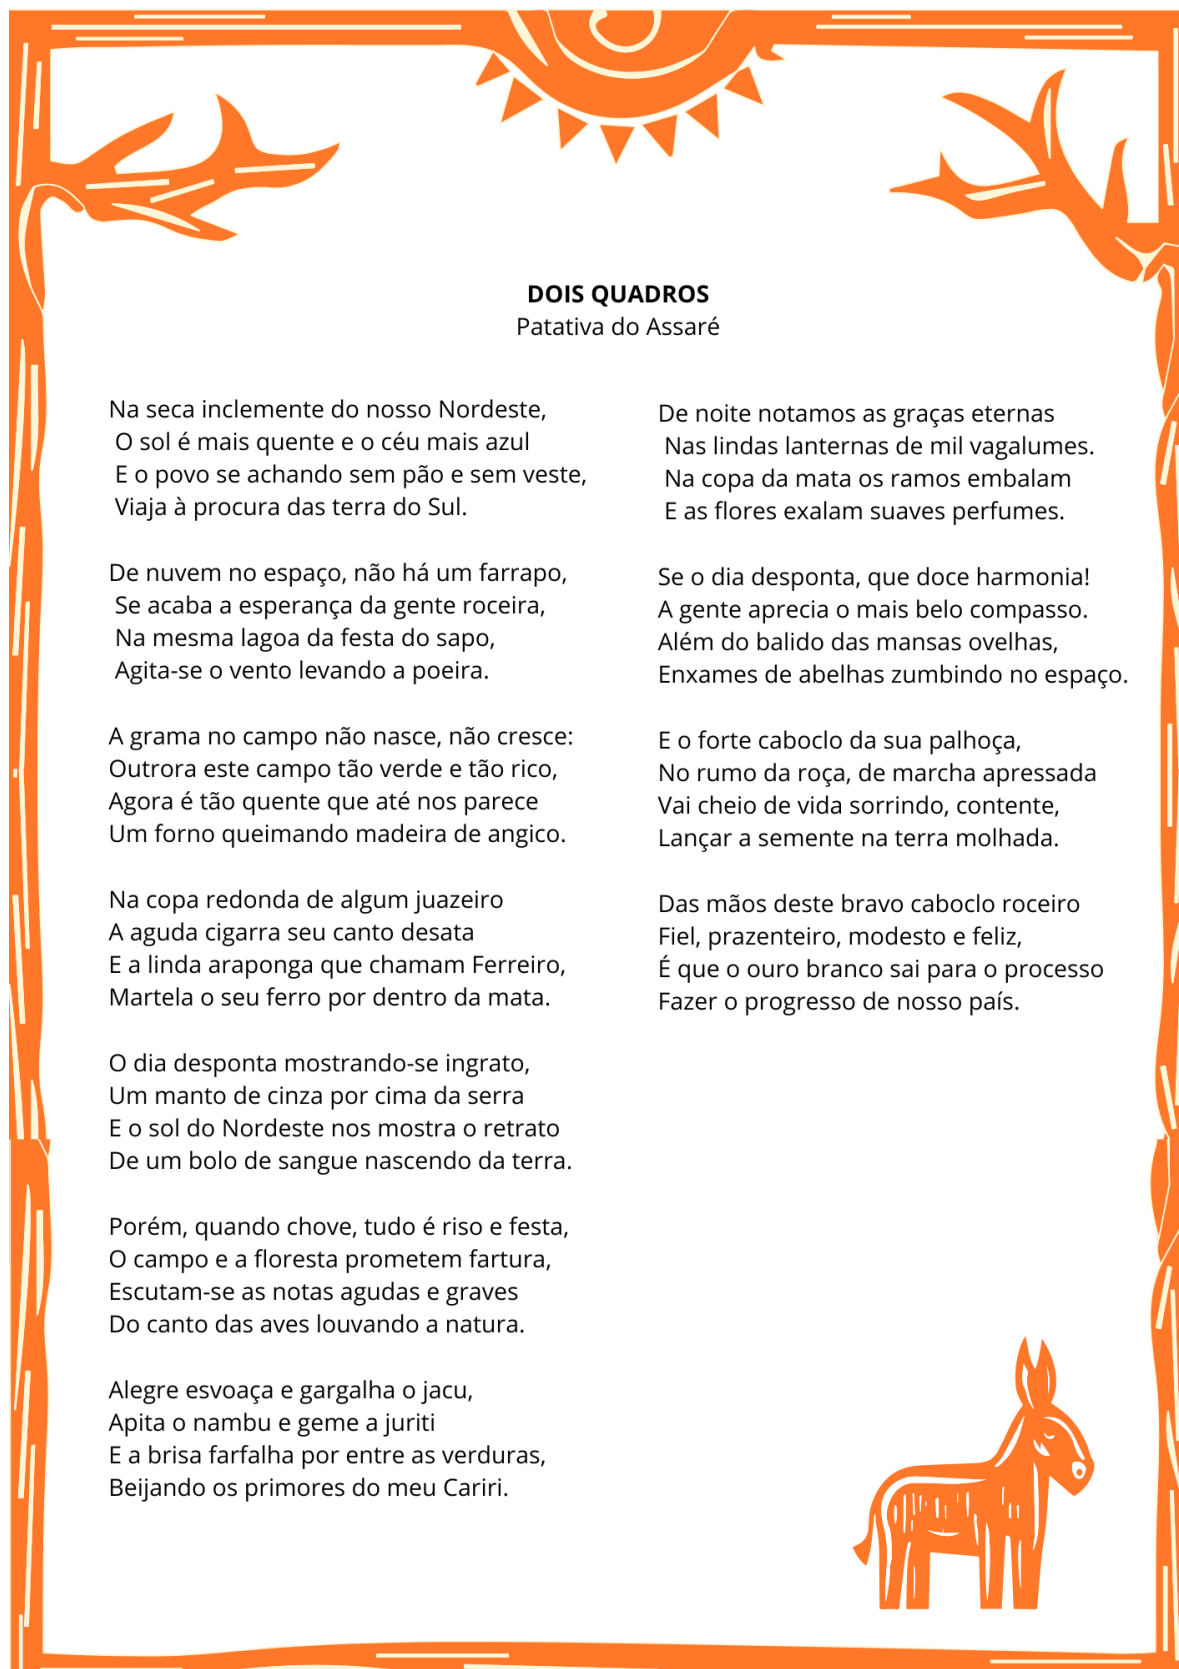 DOIS QUADROS
Patativa do Assaré
Na seca inclemente do nosso Nordeste,
O sol é mais quente e o céu mais azul
E o povo se achando sem pão e sem veste,
Viaja à procura das terra do Sul.
De nuvem no espaço, não há um farrapo,
Se acaba a esperança da gente roceira,
Na mesma lagoa da festa do sapo,
Agita-se o vento levando a poeira.
A grama no campo não nasce, não cresce:
Outrora este campo tão verde e tão rico,
Agora é tão quente que até nos parece
Um forno queimando madeira de angico.
Na copa redonda de algum juazeiro
A aguda cigarra seu canto desata
E a linda araponga que chamam Ferreiro,
Martela o seu ferro por dentro da mata.
O dia desponta mostrando-se ingrato,
Um manto de cinza por cima da serra
E o sol do Nordeste nos mostra o retrato
De um bolo de sangue nascendo da terra.
Porém, quando chove, tudo é riso e festa,
O campo e a floresta prometem fartura,
Escutam-se as notas agudas e graves
Do canto das aves louvando a natura.
Alegre esvoaça e gargalha o jacu,
Apita o nambu e geme a juriti
E a brisa farfalha por entre as verduras,
Beijando os primores do meu Cariri.
De noite notamos as graças eternas
Nas lindas lanternas de mil vagalumes.
Na copa da mata os ramos embalam
E as flores exalam suaves perfumes.
Se o dia desponta, que doce harmonia!
A gente aprecia o mais belo compasso.
Além do balido das mansas ovelhas,
Enxames de abelhas zumbindo no espaço.
E o forte caboclo da sua palhoça,
No rumo da roça, de marcha apressada
Vai cheio de vida sorrindo, contente,
Lançar a semente na terra molhada.
Das mãos deste bravo caboclo roceiro
Fiel, prazenteiro, modesto e feliz,
É que o ouro branco sai para o processo
Fazer o progresso de nosso país.